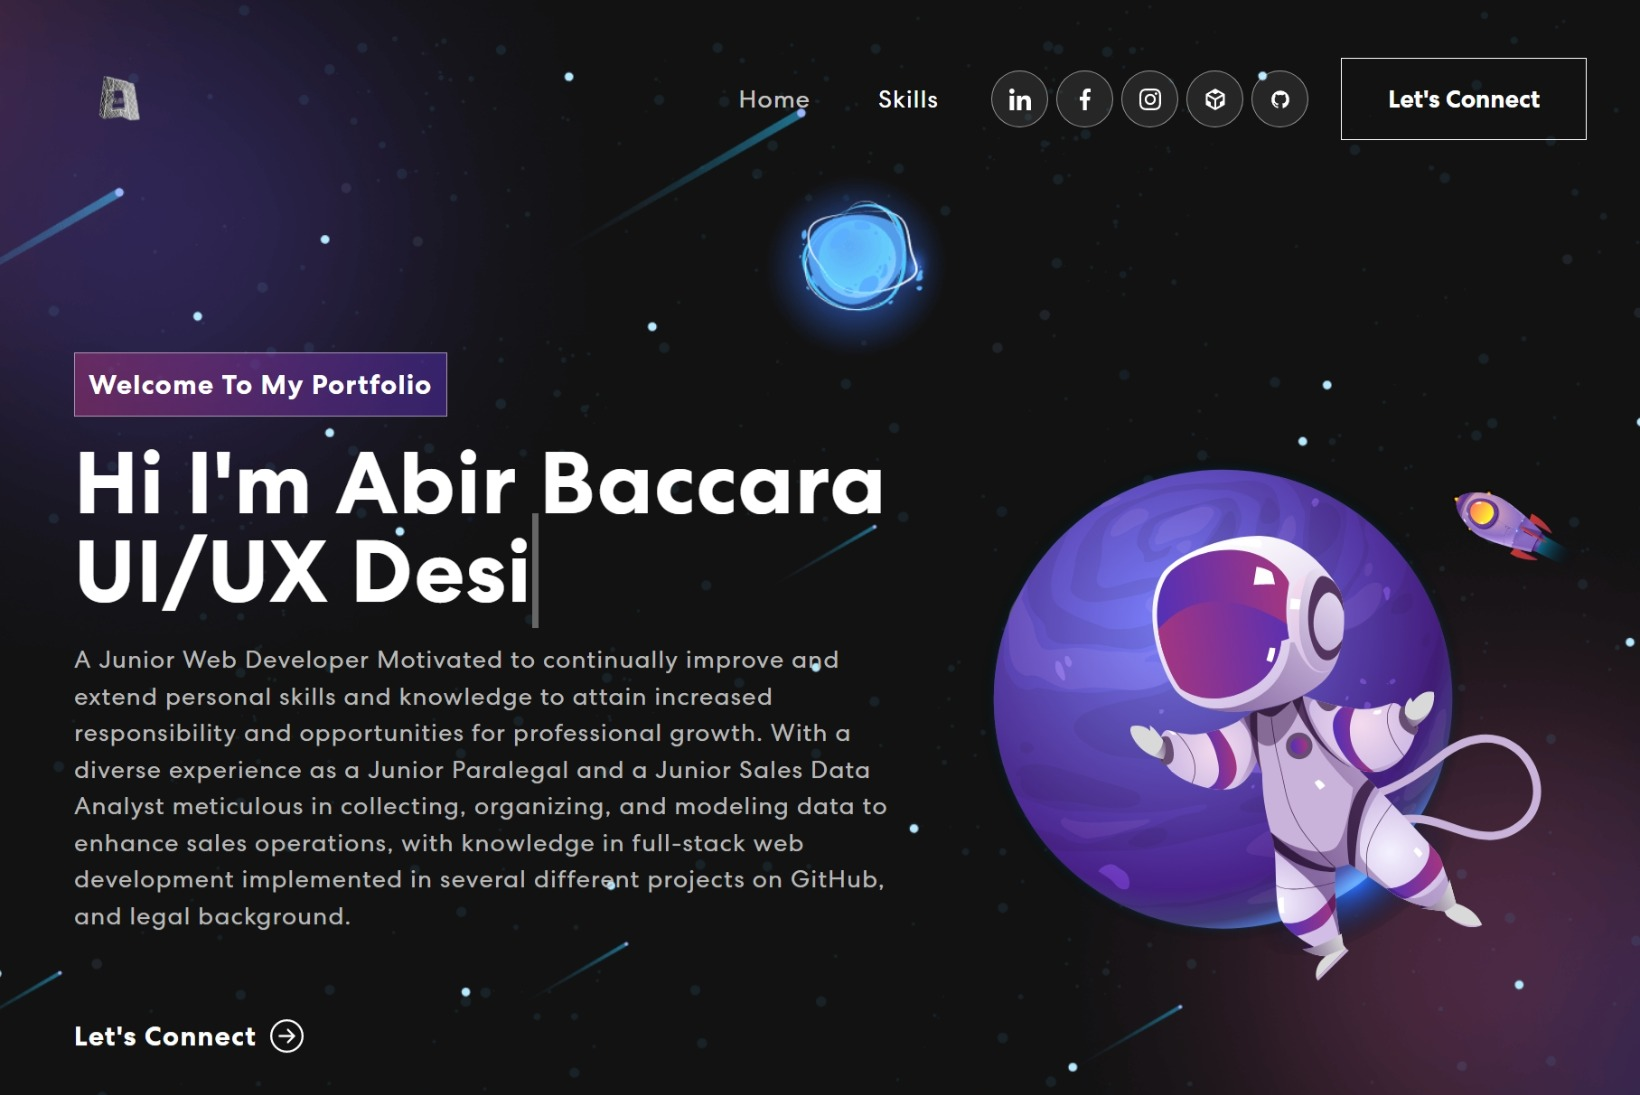 Home
Skills
Let's Connect
Welcome To My Portfolio
Hi I'm Abir Baccara
UI/UX Desi
A Junior Web Developer Motivated to continually improve and
extend personal skills and knowledge to attain increased
responsibility and opportunities for professional growth. With a
diverse experience as a Junior Paralegal and a Junior Sales Data
Analyst meticulous in collecting, organizing, and modeling data to
enhance sales operations, with knowledge in full-stack web
development implemented in several different projects on GitHub,
and legal background.
Let's Connect